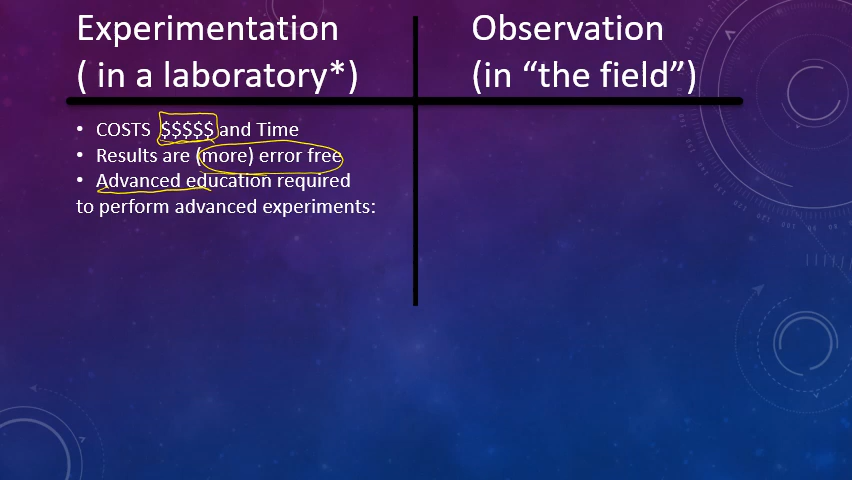 Experimentation
( in a laboratory*)
Observation
(in “the field”)
• COSTS $$$$$ and Time
• Results are (more) error free
• Advanced education required
to perform advanced experiments: